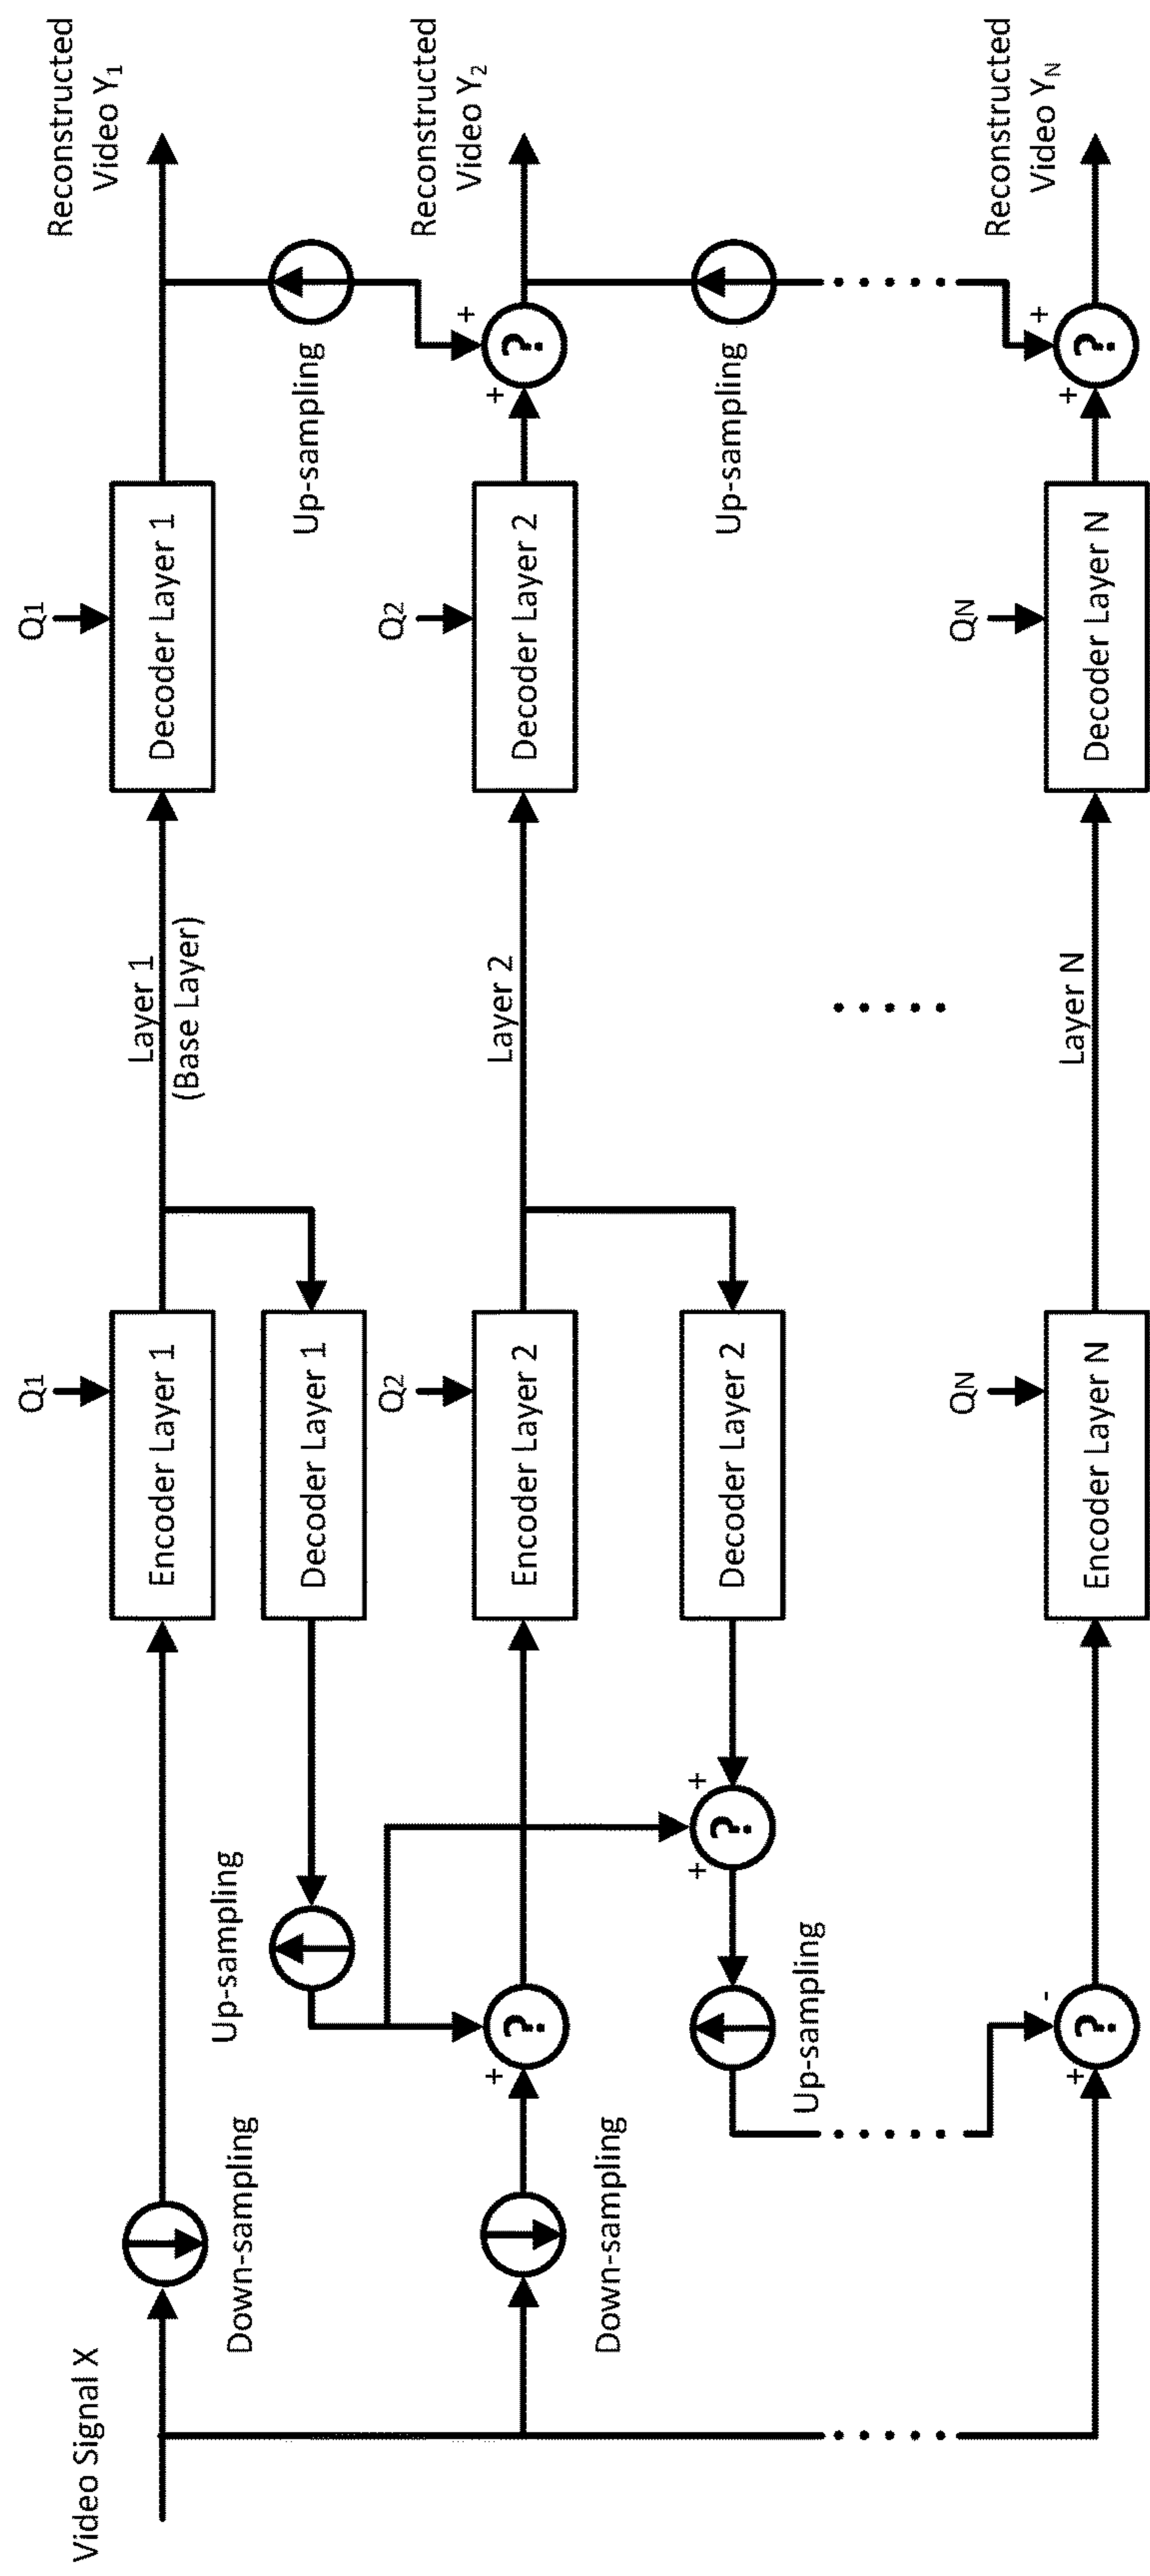 Video Signal X
Down-sampling
Up-sampling
Q1
Encoder Layer 1
Decoder Layer 1
Layer 1
(Base Layer)
Q1
Decoder Layer 1
Up-sampling
Reconstructed
Video Y1
Down-sampling
+
?
Q2
Encoder Layer 2
Decoder Layer 2
+
+
?
Up-sampling
Layer 2
Q2
Decoder Layer 2
+
+
?
Up-sampling
Reconstructed
Video Y2
+
-
?
QN
Encoder Layer N
Layer N
QN
Decoder Layer N
+
+
?
Reconstructed
Video YN